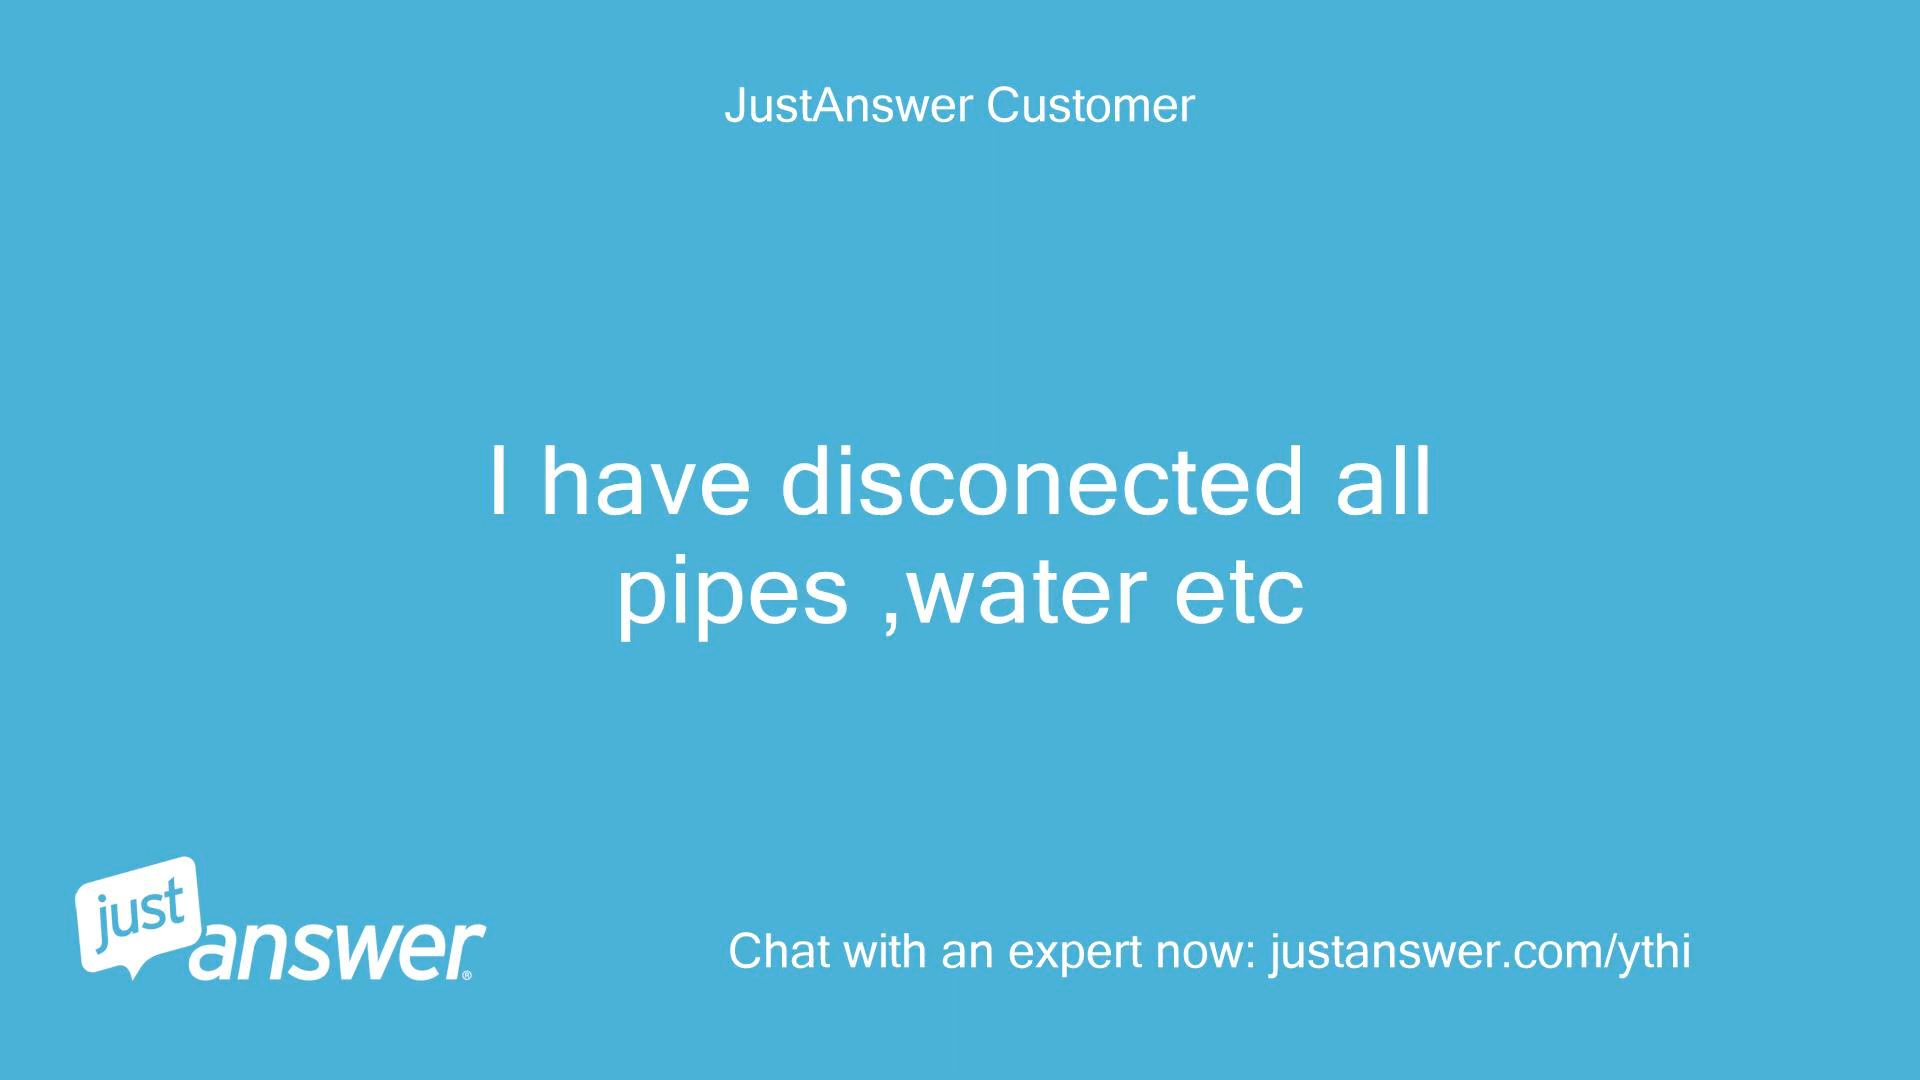 JustAnswer Customer
I have disconected all
pipes ,water etc
just
answer®
Chat with an expert now: justanswer.com/ythi